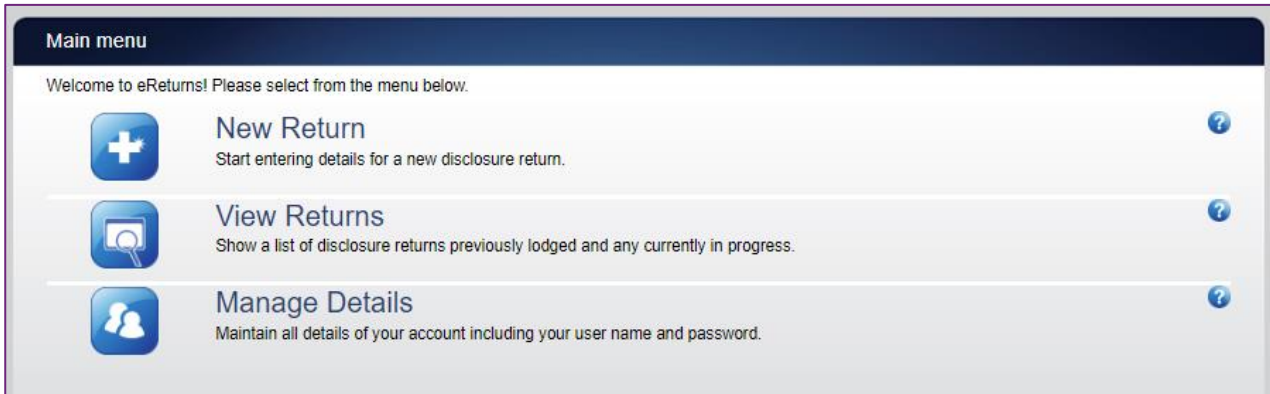 Main menu
Welcome to eReturns! Please select from the menu below.
New Return
?
Start entering details for a new disclosure return.
View Returns
?
Show a list of disclosure returns previously lodged and any currently in progress.
Manage Details
?
Maintain all details of your account including your user name and password.